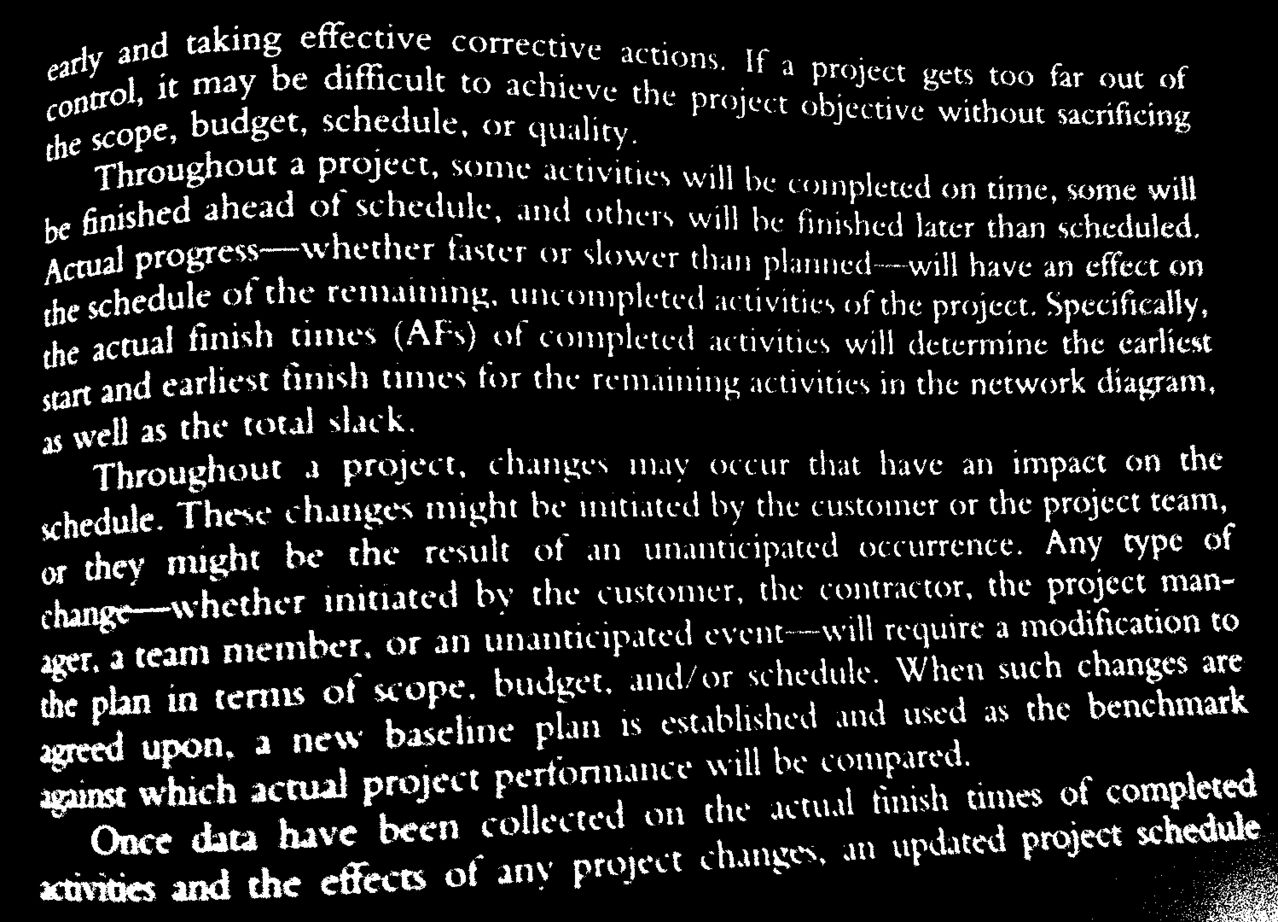 early and taking effective corrective actions. If a project gets too far out of
control, it may be difficult to achieve the project objective without sacrificing
the scope, budget, schedule, or quality.
Throughout a project, some activities will be completed on time, some will
be finished ahead of schedule, and others will be finished later than scheduled.
Actual progress—whether faster or slower than planned—will have an effect on
the schedule of the remaining, uncompleted activities of the project. Specifically,
the actual finish times (AFs) of completed activities will determine the earliest
start and earliest finish times for the remaining activities in the network diagram,
as well as the total slack.
Throughout a project, changes may occur that have an impact on the
schedule. These changes might be initiated by the customer or the project team,
or they might be the result of an unanticipated occurrence. Any type of
change—whether initiated by the customer, the contractor, the project man-
ager, a team member, or an unanticipated event—will require a modification to
the plan in terms of scope, budget, and/or schedule. When such changes are
agreed upon, a new baseline plan is established and used as the benchmark
against which actual project performance will be compared.
Once data have been collected on the actual finish times of completed
activities and the effects of any project changes, an updated project schedule